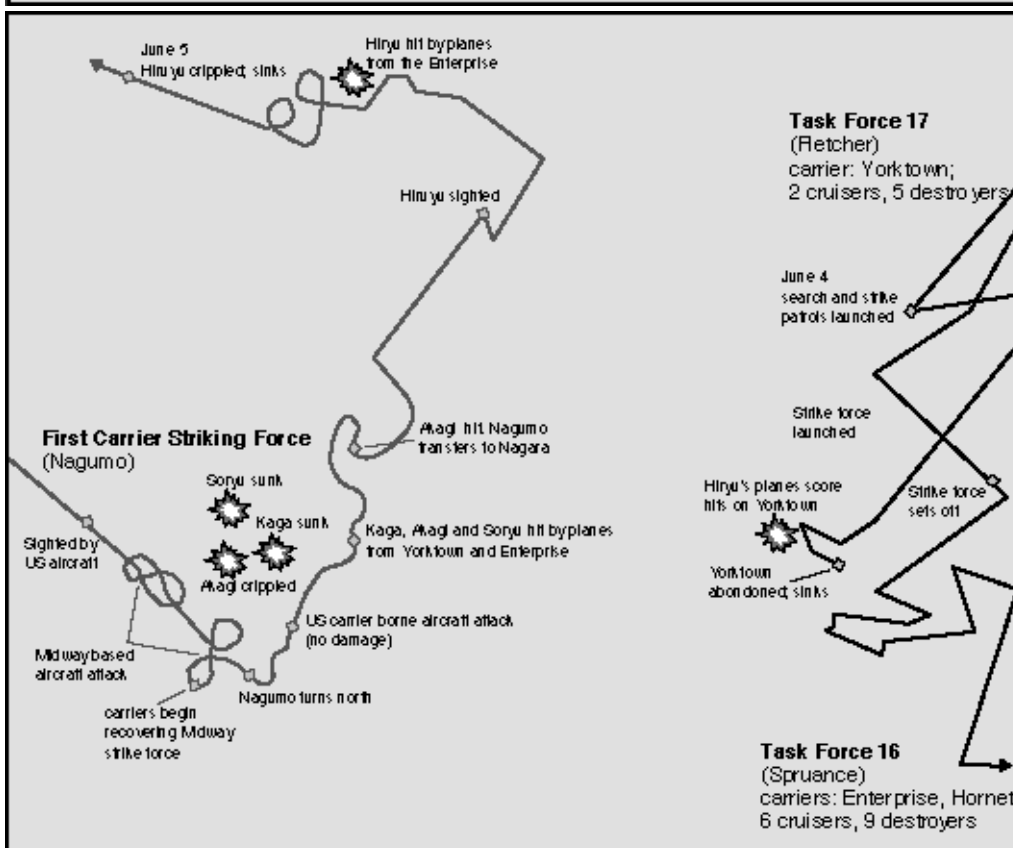 June 5
Hiruyu crippled; sinks
Hiryu hit by planes
from the Enterprise
Task Force 17
(Fletcher)
carrier: Yorktown;
2 cruisers, 5 destroyers
Hiruyu sighted
June 4
search and strike
patrols launched
First Carrier Striking Force
(Nagumo)
Akagi hit. Nagumo
transfers to Nagara
Strike force
launched
Soryu sunk
Kaga sunk
Akagi crippled
Hiryu's planes score
hits on Yorktown
Strike force
sets off
Sighted by
US aircraft
Kaga, Akagi and Soryu hit by planes
from Yorktown and Enterprise
Yorktown
abandoned; sinks
US carrier borne aircraft attack
(no damage)
Midway based
aircraft attack
Nagumo turns north
carriers begin
recovering Midway
strike force
Task Force 16
(Spruance)
carriers: Enterprise, Hornet
6 cruisers, 9 destroyers